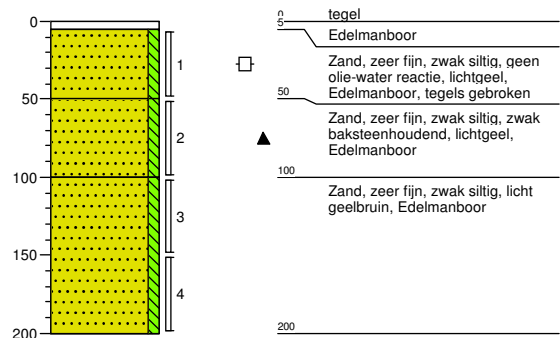 0
50
100
150
200
1
2
3
4
0
tegel
5
Edelmanboor
Zand, zeer fijn, zwak siltig, geen
olie-water reactie, lichtgeel,
Edelmanboor, tegels gebroken
50
Zand, zeer fijn, zwak siltig, zwak
baksteenhoudend, lichtgeel,
Edelmanboor
100
Zand, zeer fijn, zwak siltig, licht
geelbruin, Edelmanboor
200